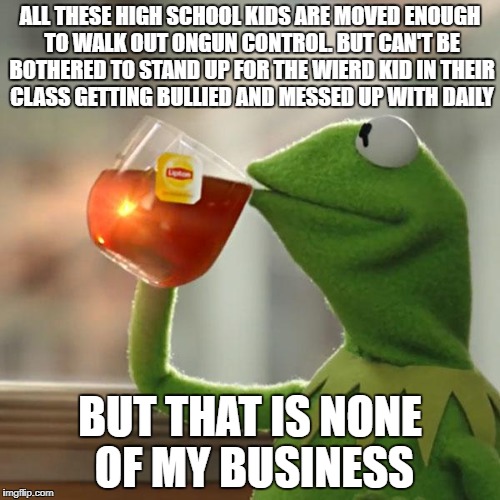 ALL THESE HIGH SCHOOL KIDS ARE MOVED ENOUGH
TO WALK OUT ONGUN CONTROL. BUT CAN'T BE
BOTHERED TO STAND UP FOR THE WIERD KID IN THEIR
CLASS GETTING BULLIED AND MESSED UP WITH DAILY
Lipton
BUT THAT IS NONE
OF MY BUSINESS
imgflip.com